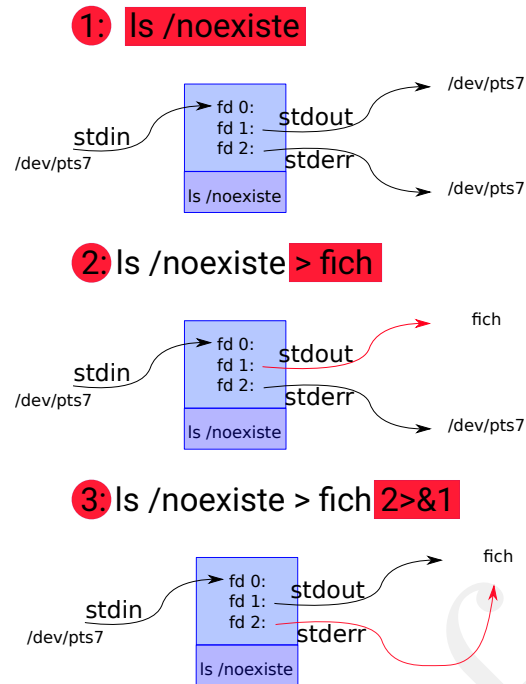 1: ls /noexiste
/dev/pts7
fd 0:
stdin
fd 1:
stdout
fd 2:
stderr
/dev/pts7
ls /noexiste
/dev/pts7
2: ls /noexiste > fich
fd 0:
fich
stdin
fd 1:
stdout
fd 2:
stderr
/dev/pts7
ls /noexiste
/dev/pts7
3: ls /noexiste > fich 2>&1
fd 0:
fich
stdin
fd 1:
stdout
fd 2:
stderr
/dev/pts7
ls /noexiste